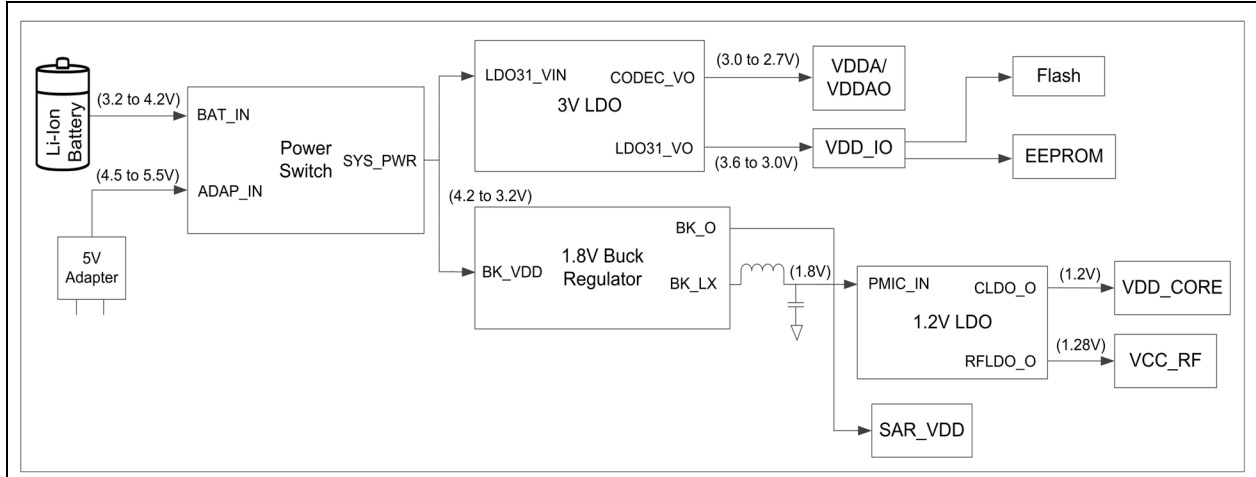 Li-Ion
Battery
(3.2 to 4.2V)
(4.5 to 5.5V)
5V
Adapter
BAT_IN
ADAP_IN
Power
Switch
SYS_PWR
(4.2 to 3.2V)
LDO31_VIN
3V LDO
CODEC_VO
LDO31_VO
(3.0 to 2.7V)
(3.6 to 3.0V)
VDDA/
VDDAO
VDD_IO
Flash
EEPROM
BK_VDD
1.8V Buck
Regulator
BK_O
BK_LX
(1.8V)
PMIC_IN
1.2V LDO
CLDO_O
RFLDO_O
(1.2V)
(1.28V)
VDD_CORE
VCC_RF
SAR_VDD